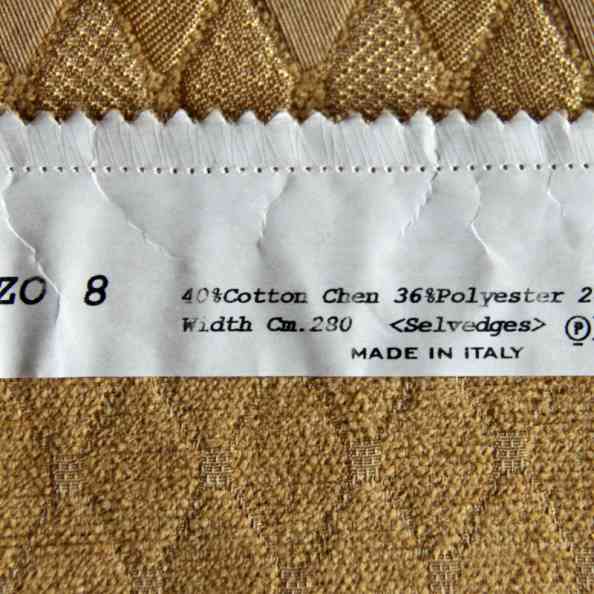 ZO 8
40%Cotton Chen 36%Polyester 2
Width Cm.280 <Selvedges> P
MADE IN ITALY